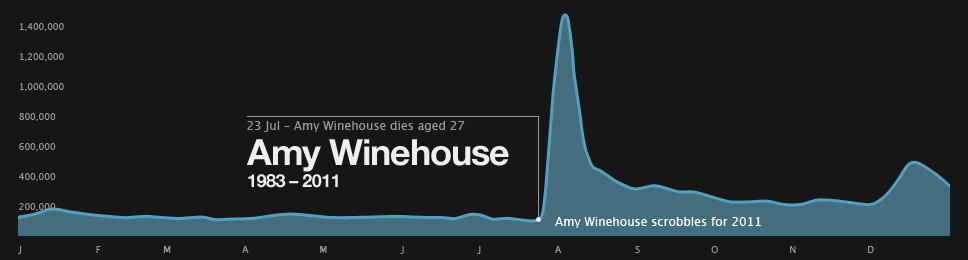 1,400,000
1,200,000
1,000,000
800,000
23 Jul – Amy Winehouse dies aged 27
600,000
Amy Winehouse
400,000
1983 – 2011
200,000
Amy Winehouse scrobbles for 2011
J F M A M J J A S O N D